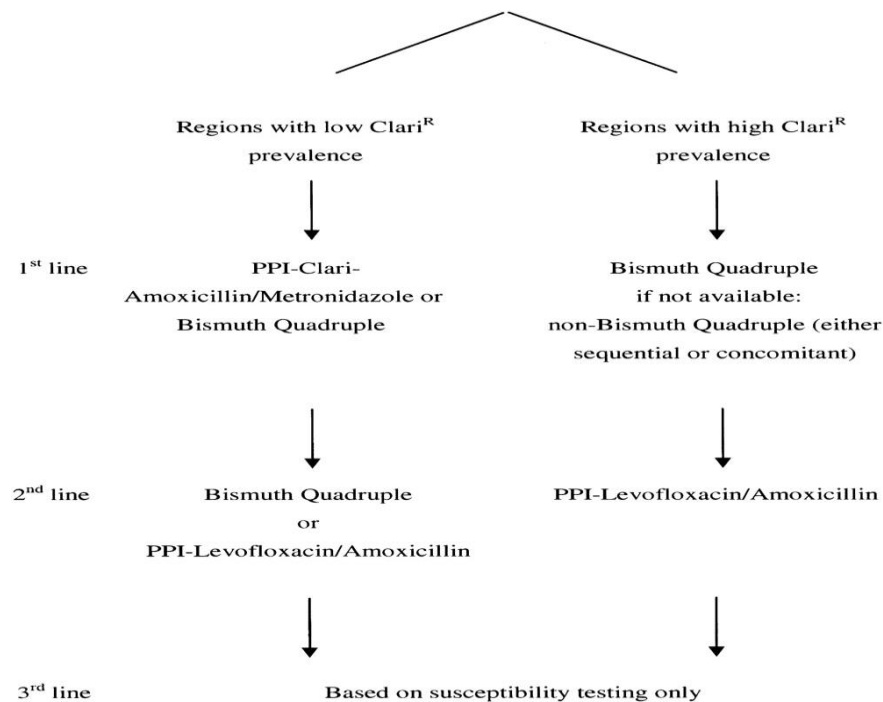 Regions with low Clariᴿ
prevalence
Regions with high Clariᴿ
prevalence
1ˢᵗ line
PPI-Clari-
Amoxicillin/Metronidazole or
Bismuth Quadruple
Bismuth Quadruple
if not available:
non-Bismuth Quadruple (either
sequential or concomitant)
2ⁿᵈ line
Bismuth Quadruple
or
PPI-Levofloxacin/Amoxicillin
PPI-Levofloxacin/Amoxicillin
3ʳᵈ line
Based on susceptibility testing only